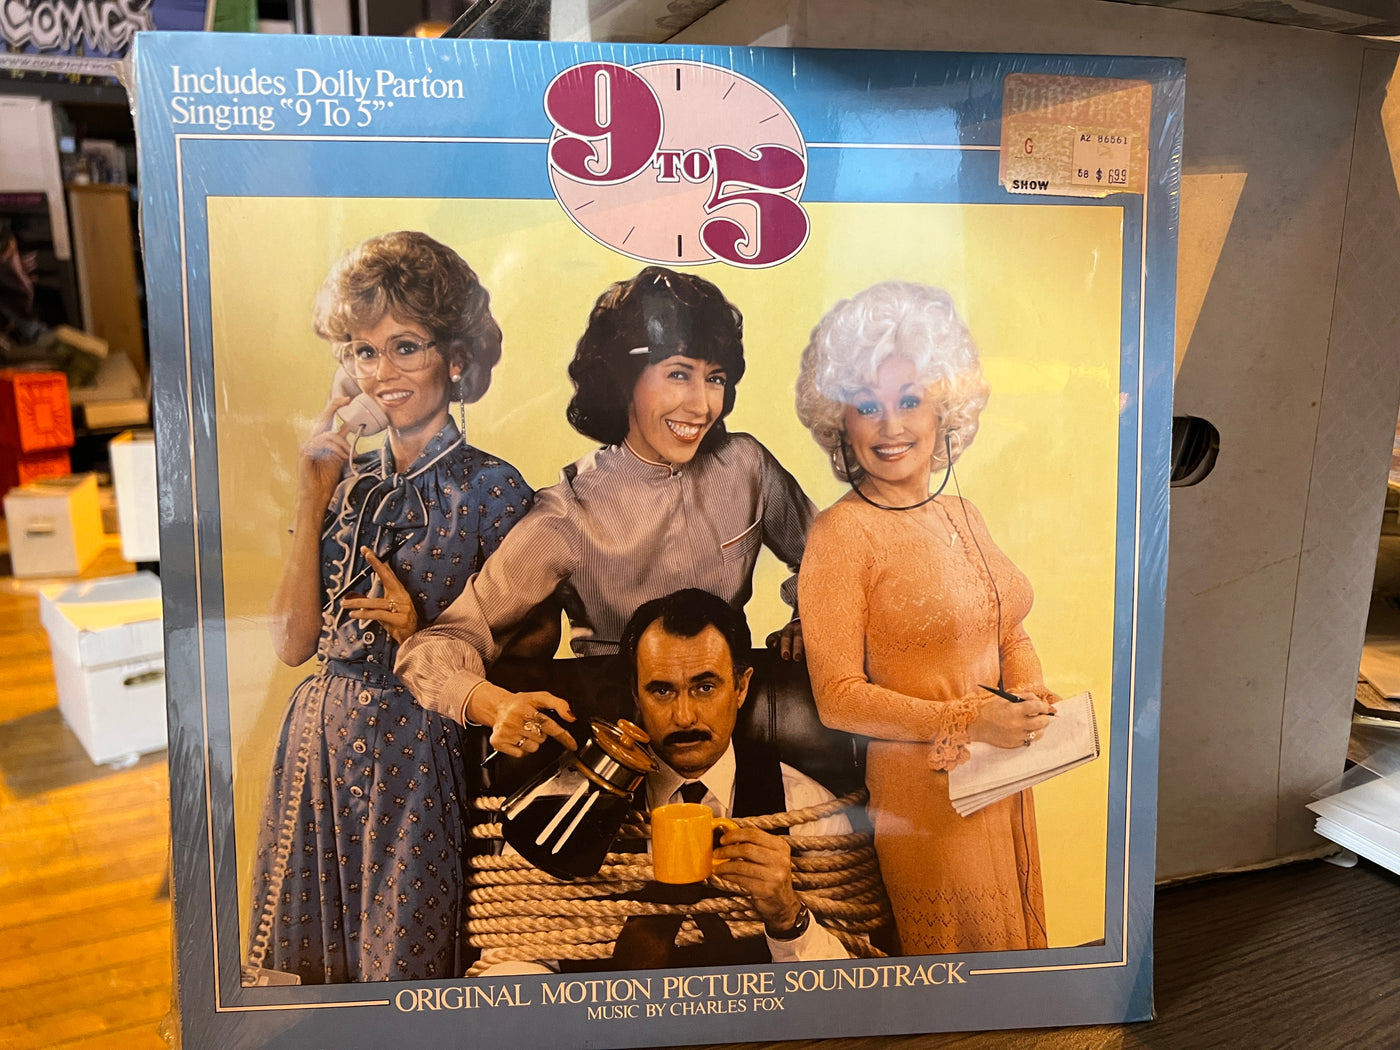 COMICS
Includes Dolly Parton
Singing “9 To 5”
9 TO 5
G
A2 86561
58 $ 6.99
SHOW
ORIGINAL MOTION PICTURE SOUNDTRACK
MUSIC BY CHARLES FOX